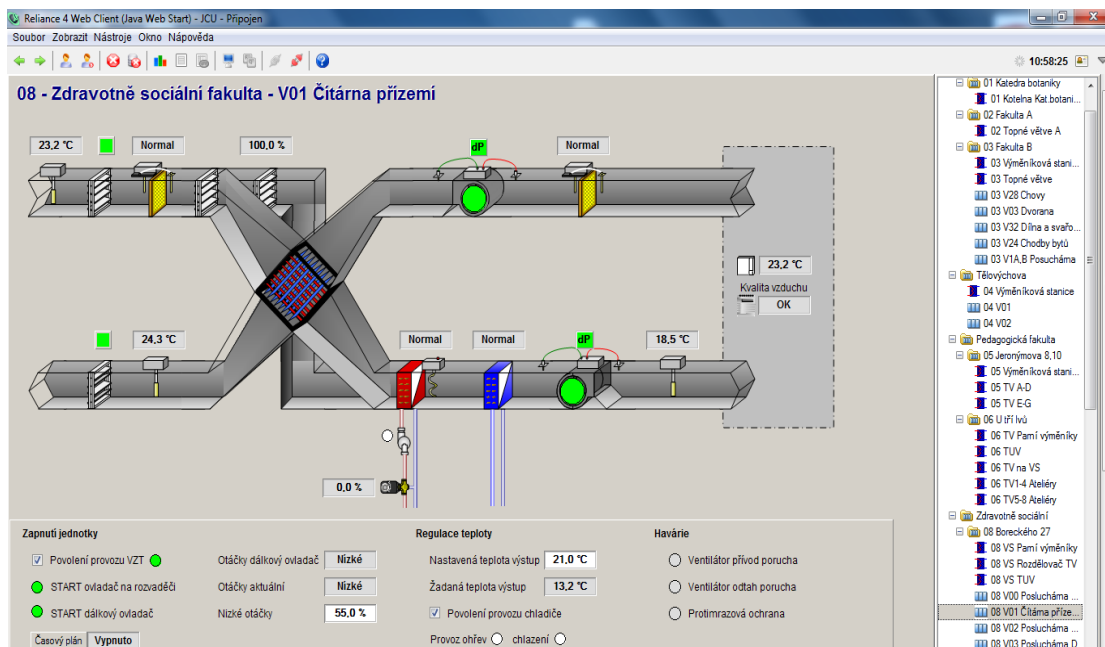 Reliance 4 Web Client (Java Web Start) - JCU - Připojen
Soubor Zobrazit Nástroje Okno Nápověda
10:58:25
08 - Zdravotně sociální fakulta - V01 Čítárna přízemí
23,2 °C Normal 100,0 % dP Normal
23,2 °C
Kvalita vzduchu
OK
24,3 °C Normal Normal dP 18,5 °C
0,0 %
Zapnutí jednotky
Povolení provozu VZT
START ovladač na rozvaděči
START dálkový ovladač
Časový plán Vypnuto
Otáčky dálkový ovladač Nízké
Otáčky aktuální Nízké
Nizké otáčky 55,0 %
Regulace teploty
Nastavená teplota výstup 21,0 °C
Žadaná teplota výstup 13,2 °C
Povolení provozu chladiče
Provoz ohřev chlazení
Havárie
Ventilátor přívod porucha
Ventilátor odtah porucha
Protimrazová ochrana
01 Katedra botaniky
01 Kotelna Kat.botani...
02 Fakulta A
02 Topné větve A
03 Fakulta B
03 Výměníková stani...
03 Topné větve
03 V28 Chovy
03 V03 Dvorana
03 V32 Dílna a svařo...
03 V24 Chodby bytů
03 V1A,B Posucháma
Tělovýchova
04 Výměníková stanice
04 V01
04 V02
Pedagogická fakulta
05 Jeronýmova 8,10
05 Výměníková stani...
05 TV A-D
05 TV E-G
06 U tří lvů
06 TV Parní výměníky
06 TUV
06 TV na VS
06 TV1-4 Ateliéry
06 TV5-8 Ateliéry
Zdravotně sociální
08 Boreckého 27
08 VS Parní výměníky
08 VS Rozdělovač TV
08 VS TUV
08 V00 Poslucháma ...
08 V01 Čítárna příze...
08 V02 Poslucháma ...
08 V03 Poslucháma D